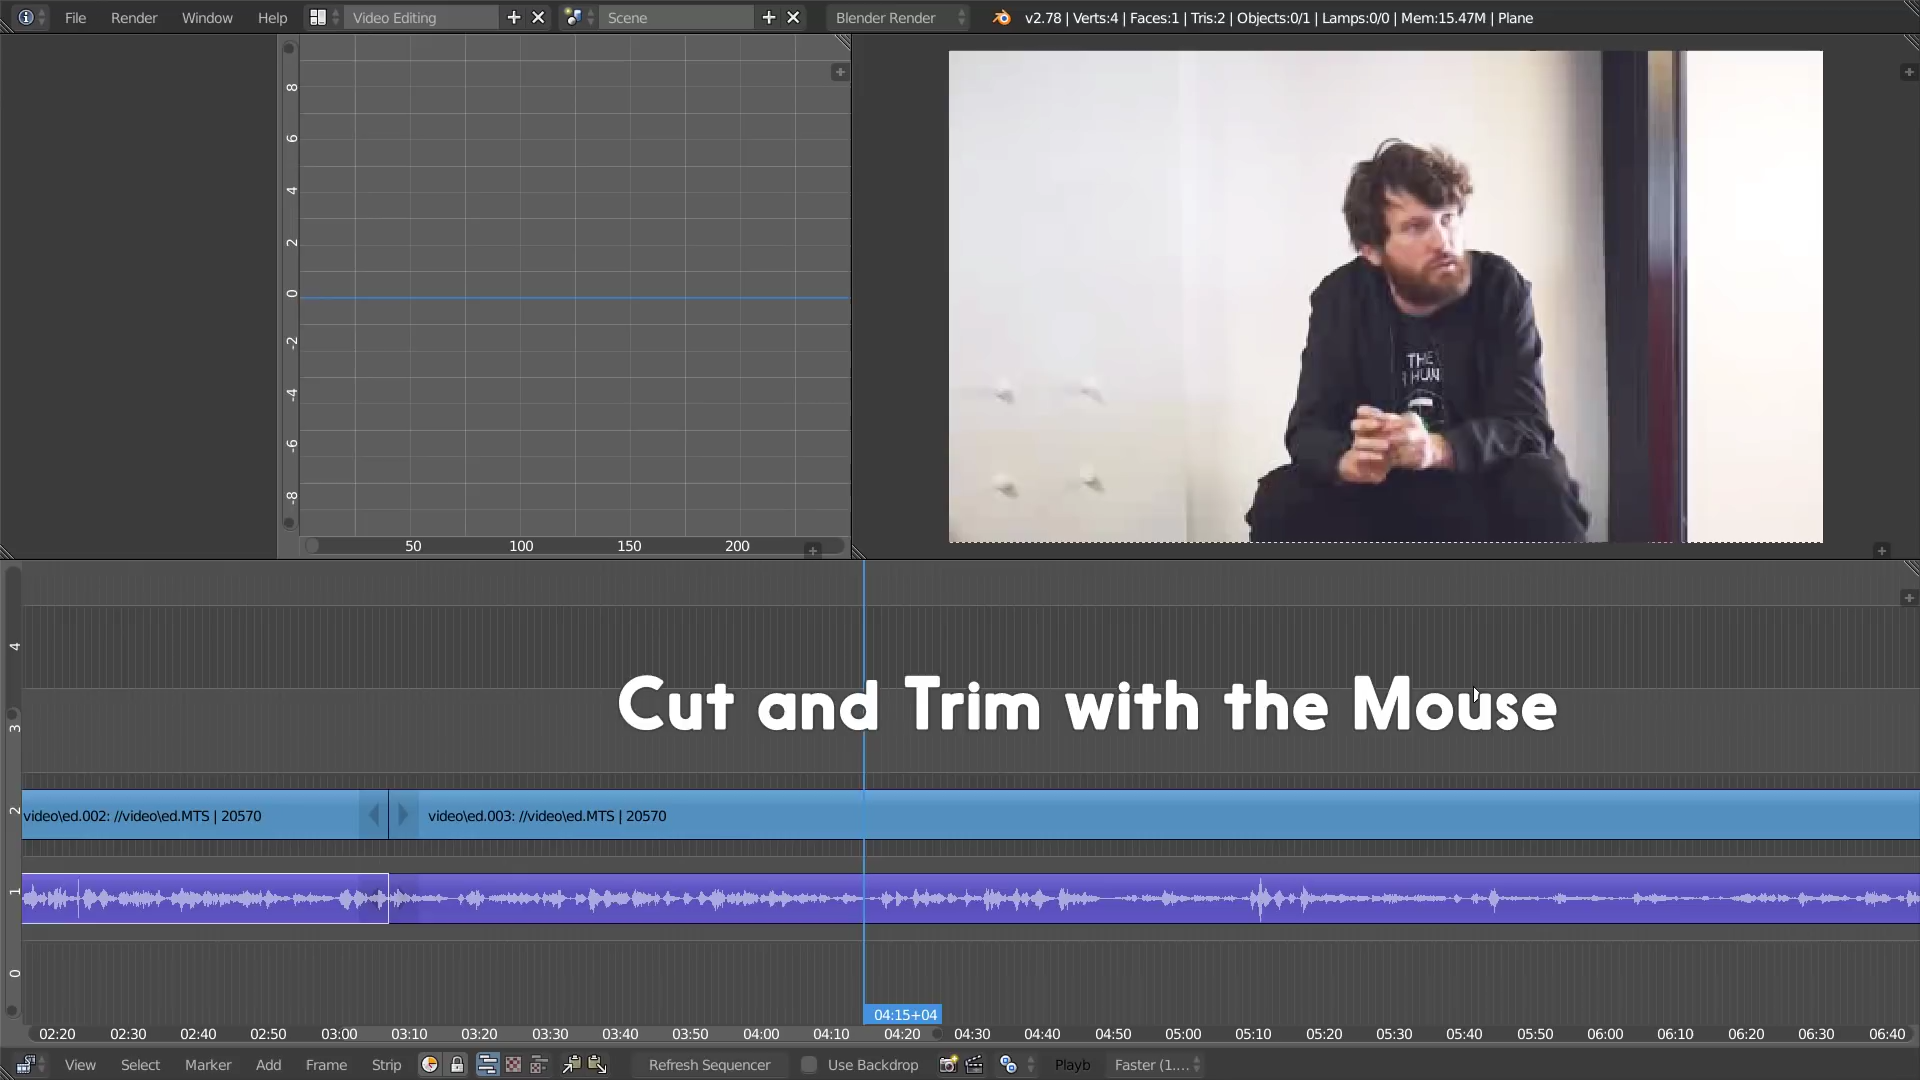 File Render Window Help Video Editing Scene Blender Render v2.78 | Verts:4 | Faces:1 | Tris:2 | Objects:0/1 | Lamps:0/0 | Mem:15.47M | Plane
8
6
4
2
0
-2
-4
-6
-8
50 100 150 200
THE
HUN
4
3
2
1
0
Cut and Trim with the Mouse
video\ed.002: //video\ed.MTS | 20570
video\ed.003: //video\ed.MTS | 20570
04:15+04
02:20 02:30 02:40 02:50 03:00 03:10 03:20 03:30 03:40 03:50 04:00 04:10 04:20 04:30 04:40 04:50 05:00 05:10 05:20 05:30 05:40 05:50 06:00 06:10 06:20 06:30 06:40
View Select Marker Add Frame Strip Refresh Sequencer Use Backdrop Playb Faster (1....